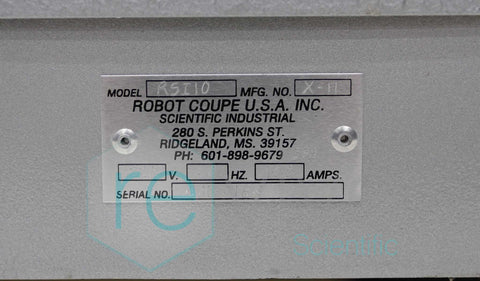 MODEL RSI10 MFG. NO. X-11
ROBOT COUPE U.S.A. INC.
SCIENTIFIC INDUSTRIAL
280 S. PERKINS ST.
RIDGELAND, MS. 39157
PH: 601-898-9679
V. HZ. AMPS.
SERIAL NO.
re
Scientific